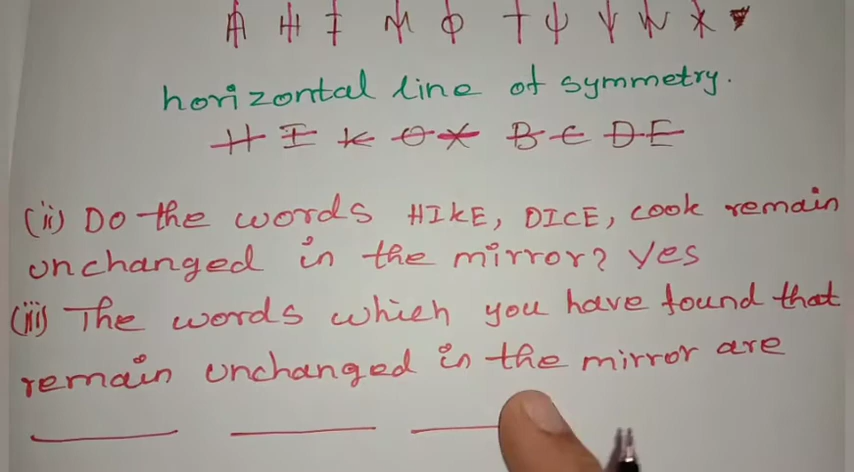 A H I M O T U V W X Y
horizontal line of symmetry.
H I K O X B C D E
(ii) Do the words HIKE, DICE, cook remain
unchanged in the mirror? Yes
(iii) The words which you have found that
remain unchanged in the mirror are